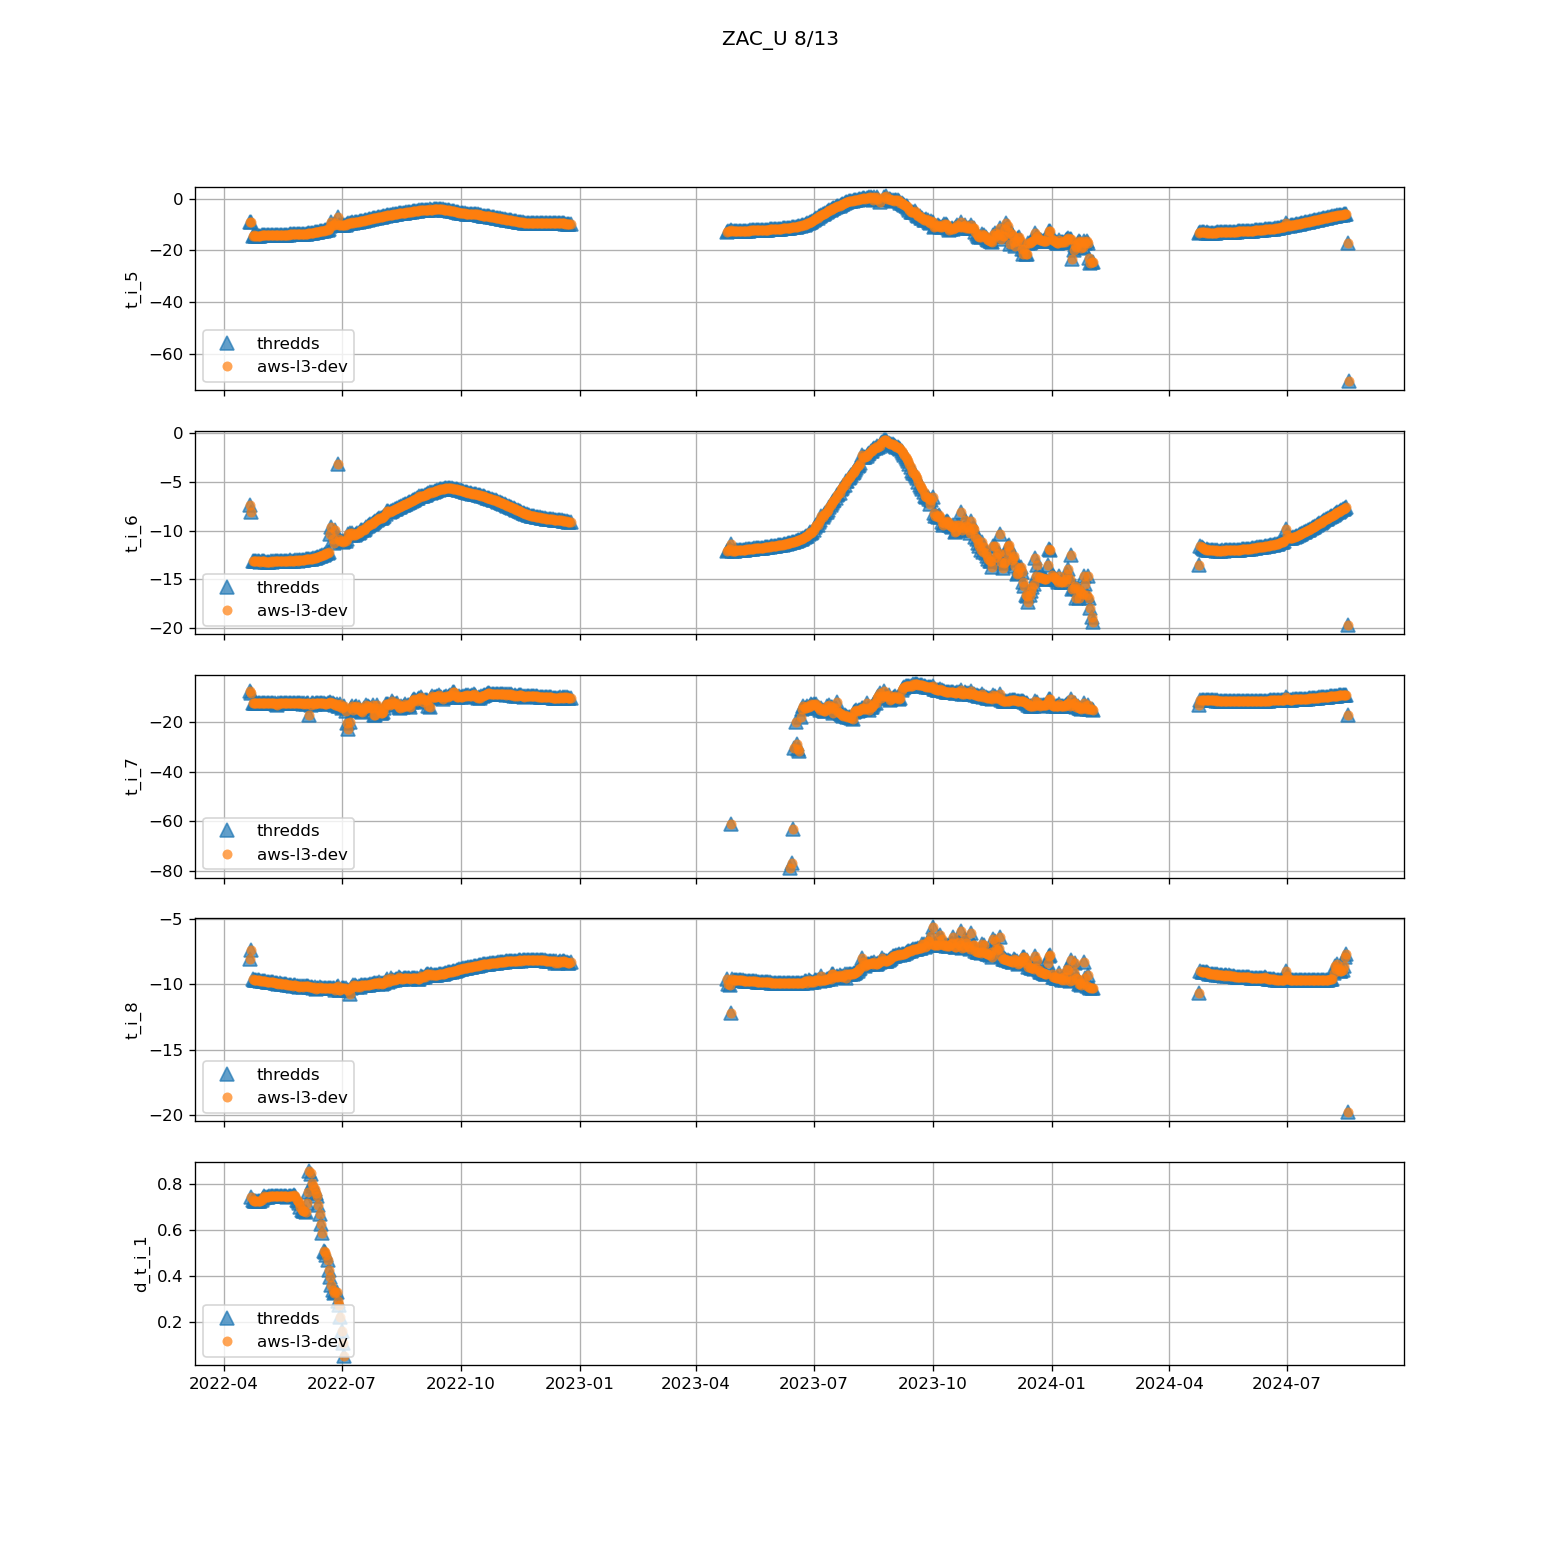 ZAC_U 8/13
0
−20
−40
−60
t_i_5
thredds
aws-l3-dev
0
−5
−10
−15
−20
t_i_6
thredds
aws-l3-dev
−20
−40
−60
−80
t_i_7
thredds
aws-l3-dev
−5
−10
−15
−20
t_i_8
thredds
aws-l3-dev
0.8
0.6
0.4
0.2
d_t_i_1
thredds
aws-l3-dev
2022-04 2022-07 2022-10 2023-01 2023-04 2023-07 2023-10 2024-01 2024-04 2024-07